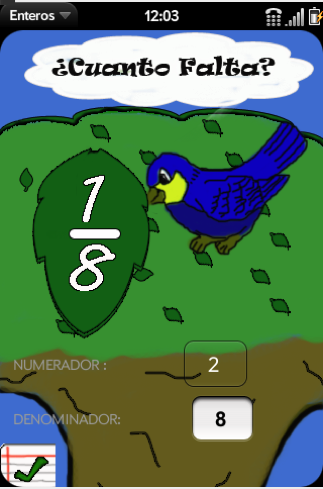 Enteros 12:03
¿Cuanto Falta?
1
8
NUMERADOR : 2
DENOMINADOR: 8